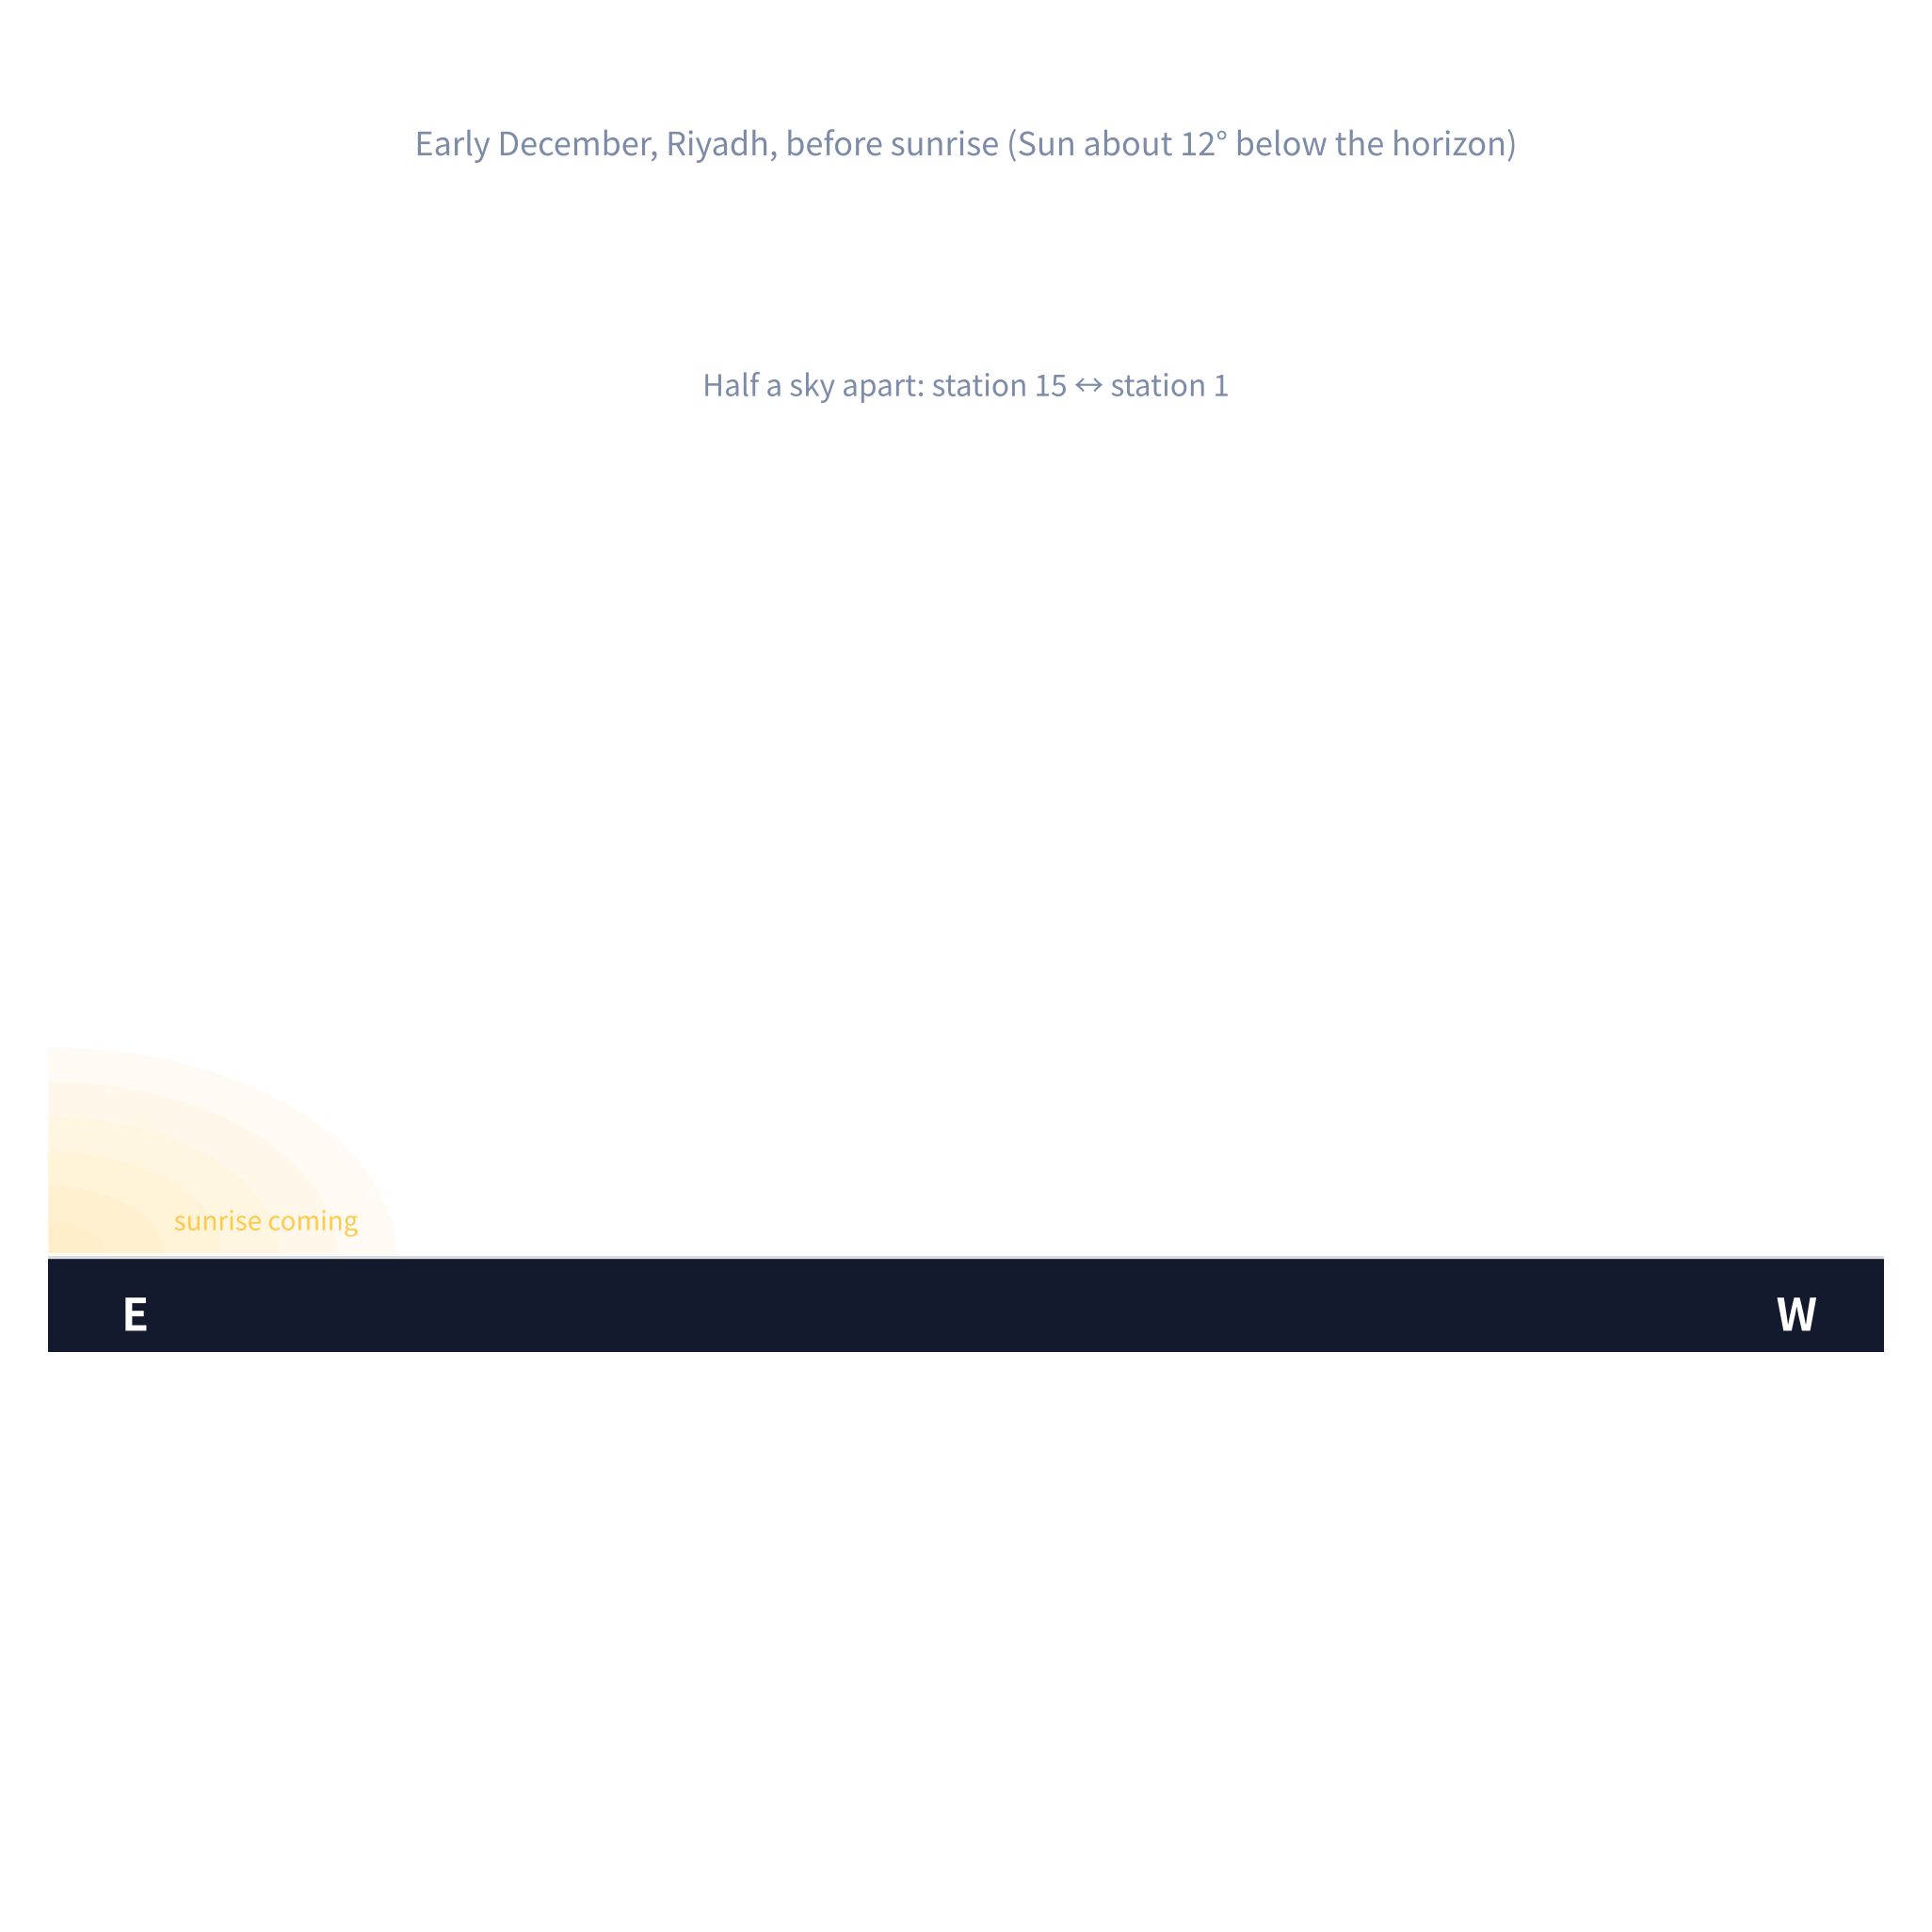 Early December, Riyadh, before sunrise (Sun about 12° below the horizon)
Half a sky apart: station 15 ↔ station 1
sunrise coming
E
W